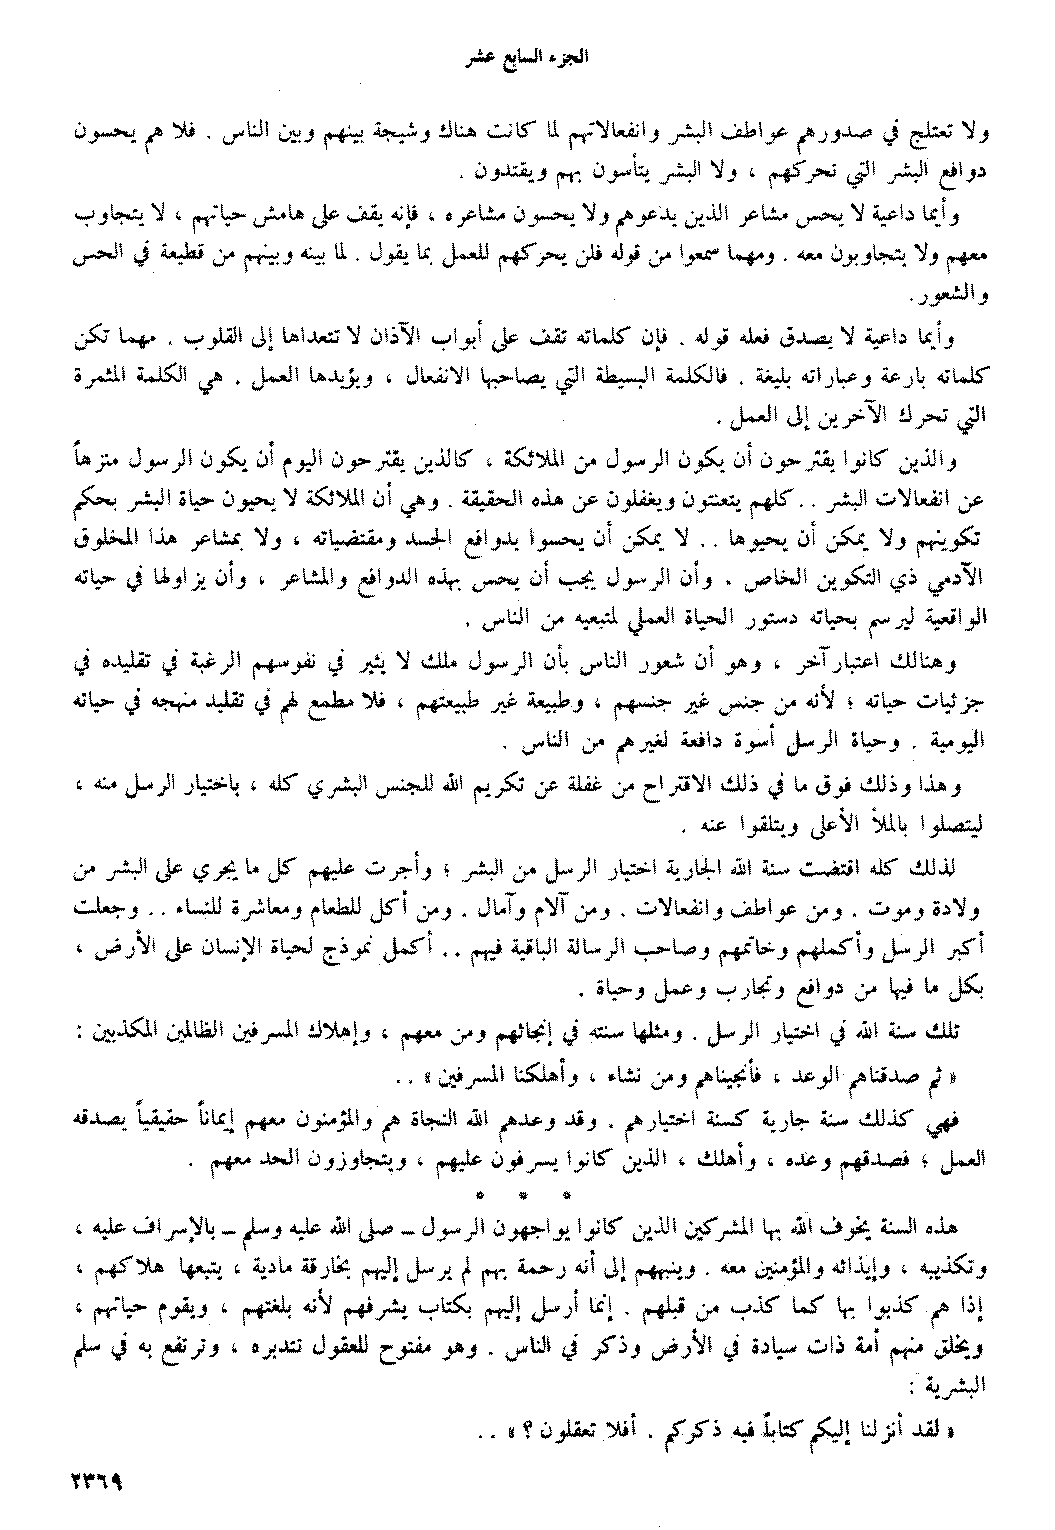 الجزء السابع عشر
ولا تعتلج في صدورهم عواطف البشر وانفعالاتهم لما كانت هناك وشيجة بينهم وبين الناس . فلا هم يحسون
دوافع البشر التي تحركهم ، ولا البشر يتأسون بهم ويقتدون .
وأيما داعية لا يحس مشاعر الذين يدعوهم ولا يحسون مشاعره ، فإنه يقف على هامش حياتهم ، لا يتجاوب
معهم ولا يتجاوبون معه . ومهما سمعوا من قوله فلن يحركهم للعمل بما يقول . لما بينه وبينهم من قطيعة في الحس
والشعور .
وأيما داعية لا يصدق فعله قوله . فإن كلماته تقف على أبواب الآذان لا تتعداها إلى القلوب . مهما تكن
كلماته بارعة وعباراته بليغة . فالكلمة البسيطة التي يصاحبها الانفعال ، ويؤيدها العمل . هي الكلمة المثمرة
التي تحرك الآخرين إلى العمل .
والذين كانوا يقترحون أن يكون الرسول من الملائكة ، كالذين يقترحون اليوم أن يكون الرسول منزهاً
عن انفعالات البشر .. كلهم يتعنتون ويغفلون عن هذه الحقيقة . وهي أن الملائكة لا يحيون حياة البشر بحكم
تكوينهم ولا يمكن أن يحيوها .. لا يمكن أن يحسوا بدوافع الجسد ومقتضياته ، ولا بمشاعر هذا المخلوق
الآدمي ذي التكوين الخاص . وأن الرسول يجب أن يحس بهذه الدوافع والمشاعر ، وأن يزاولها في حياته
الواقعية ليرسم بحياته دستور الحياة العملي لمتبعيه من الناس .
وهنالك اعتبار آخر ، وهو أن شعور الناس بأن الرسول ملك لا يثير في نفوسهم الرغبة في تقليده في
جزئيات حياته ؛ لأنه من جنس غير جنسهم ، وطبيعة غير طبيعتهم ، فلا مطمع لهم في تقليد منهجه في حياته
اليومية . وحياة الرسل أسوة دافعة لغيرهم من الناس .
وهذا وذلك فوق ما في ذلك الاقتراح من غفلة عن تكريم الله للجنس البشري كله ، باختيار الرسل منه ،
ليتصلوا بالملأ الأعلى ويتلقوا عنه .
لذلك كله اقتضت سنة الله الجارية اختيار الرسل من البشر ؛ وأجرت عليهم كل ما يجري على البشر من
ولادة وموت . ومن عواطف وانفعالات . ومن آلام وآمال . ومن أكل للطعام ومعاشرة للنساء .. وجعلت
أكبر الرسل وأكملهم وخاتمهم وصاحب الرسالة الباقية فيهم .. أكمل نموذج لحياة الإنسان على الأرض ،
بكل ما فيها من دوافع وتجارب وعمل وحياة .
تلك سنة الله في اختيار الرسل . ومثلها سنته في إنجائهم ومن معهم ، وإهلاك المسرفين الظالمين المكذبين :
« ثم صدقناهم الوعد ، فأنجيناهم ومن نشاء ، وأهلكنا المسرفين » ..
فهي كذلك سنة جارية كسنة اختيارهم . وقد وعدهم الله النجاة هم والمؤمنون معهم إيماناً حقيقياً يصدقه
العمل ؛ فصدقهم وعده ، وأهلك ، الذين كانوا يسرفون عليهم ، ويتجاوزون الحد معهم .
* * *
هذه السنة يخوف الله بها المشركين الذين كانوا يواجهون الرسول – صلى الله عليه وسلم – بالإسراف عليه ،
وتكذيبه ، وإيذائه والمؤمنين معه . وينبههم إلى أنه رحمة بهم لم يرسل إليهم بخارقة مادية ، يتبعها هلاكهم ،
إذا هم كذبوا بها كما كذب من قبلهم . إنما أرسل إليهم بكتاب يشرفهم لأنه بلغتهم ، ويقوم حياتهم ،
ويخلق منهم أمة ذات سيادة في الأرض وذكر في الناس . وهو مفتوح للعقول تتدبره ، وترتفع به في سلم
البشرية :
« لقد أنزلنا إليكم كتاباً فيه ذكركم . أفلا تعقلون ؟ » ..
٢٣٦٩